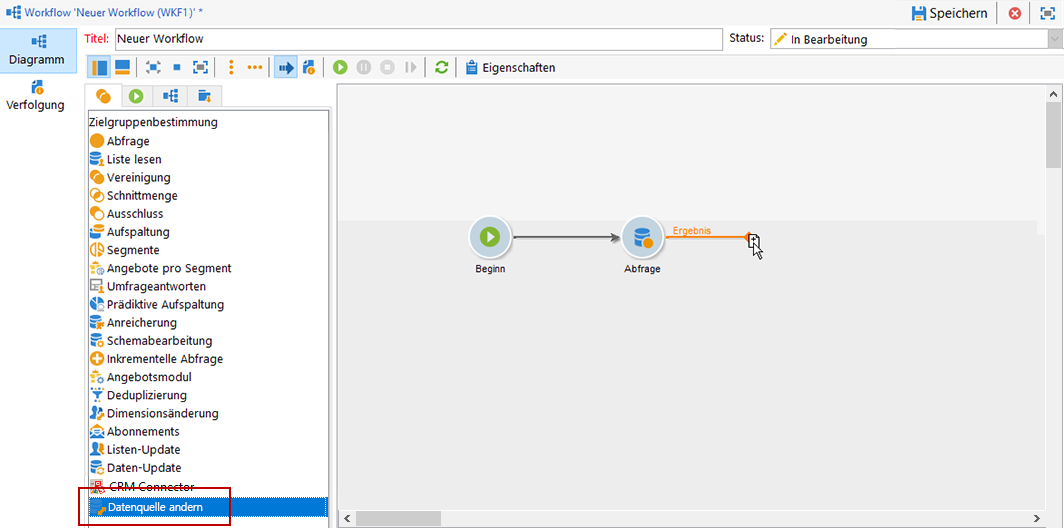 Workflow 'Neuer Workflow (WKF1)' *
Speichern
Diagramm
Verfolgung
Titel: Neuer Workflow
Status: In Bearbeitung
Eigenschaften
Zielgruppenbestimmung
Abfrage
Liste lesen
Vereinigung
Schnittmenge
Ausschluss
Aufspaltung
Segmente
Angebote pro Segment
Umfrageantworten
Prädiktive Aufspaltung
Anreicherung
Schemabearbeitung
Inkrementelle Abfrage
Angebotsmodul
Deduplizierung
Dimensionsänderung
Abonnements
Listen-Update
Daten-Update
CRM Connector
Datenquelle ändern
Beginn
Abfrage
Ergebnis